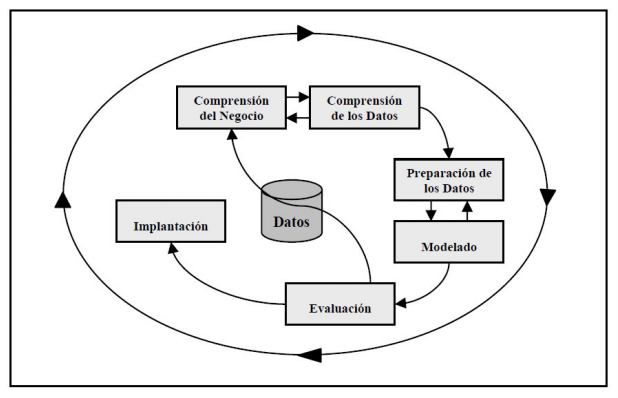 Comprensión
del Negocio
Comprensión
de los Datos
Preparación de
los Datos
Modelado
Evaluación
Implantación
Datos